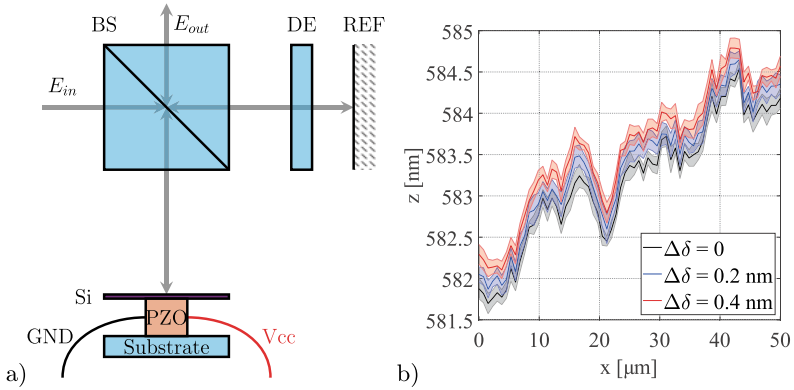 BS
E_out
DE
REF
E_in
Si
PZO
GND
Vcc
Substrate
a)
585
584.5
584
583.5
583
582.5
582
581.5
z [nm]
Δδ = 0
Δδ = 0.2 nm
Δδ = 0.4 nm
0 10 20 30 40 50
x [μm]
b)